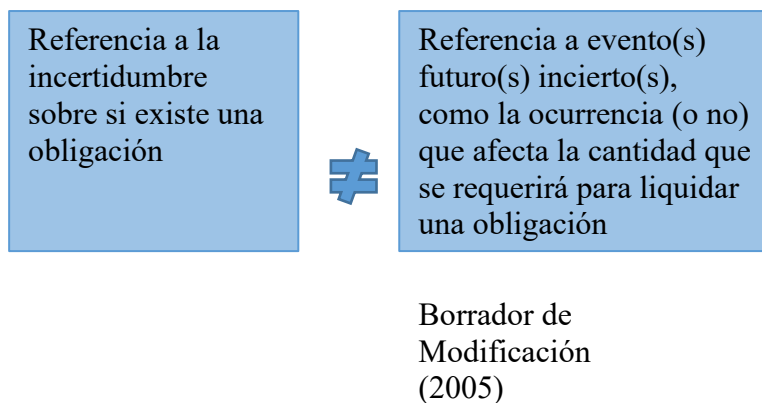 Referencia a la
incertidumbre
sobre si existe una
obligación
≠
Referencia a evento(s)
futuro(s) incierto(s),
como la ocurrencia (o no)
que afecta la cantidad que
se requerirá para liquidar
una obligación
Borrador de
Modificación
(2005)